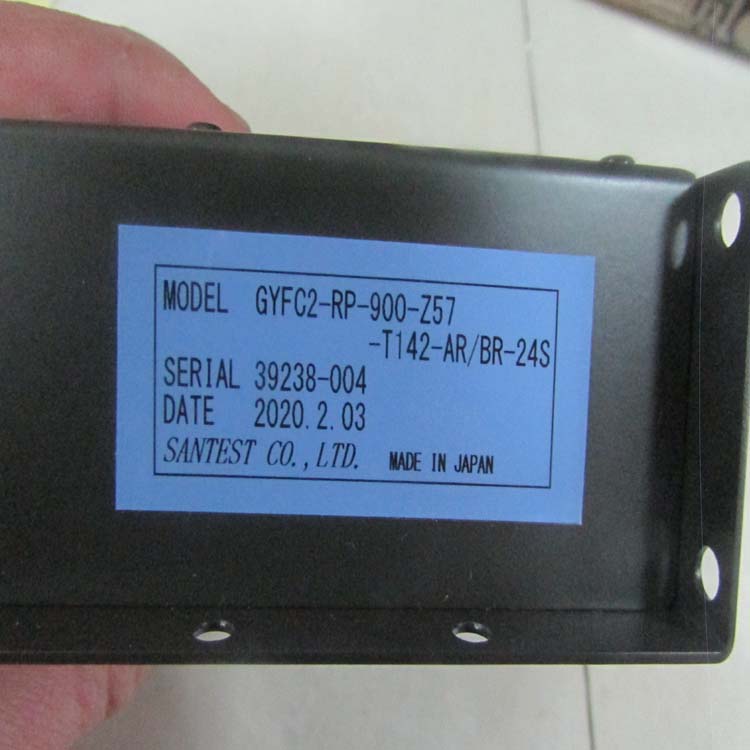 MODEL GYFC2-RP-900-Z57
-T142-AR/BR-24S
SERIAL 39238-004
DATE 2020.2.03
SANTEST CO.,LTD. MADE IN JAPAN